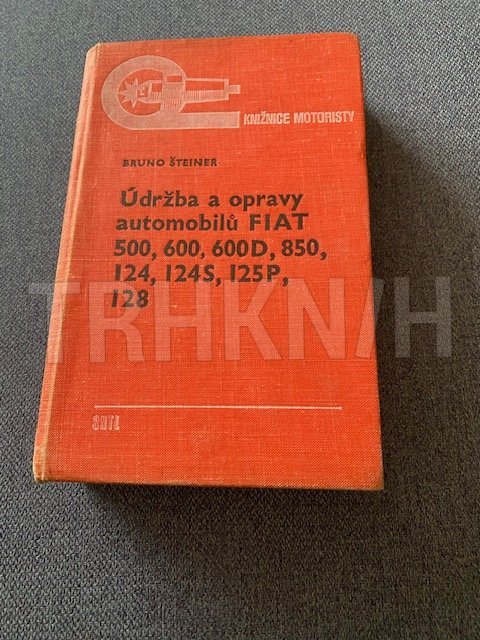 KNIŽNICE MOTORISTY
BRUNO ŠTEINER
Údržba a opravy
automobilů FIAT
500, 600, 600D, 850,
124, 124S, 125P,
128
TRHKNIH
SNTL